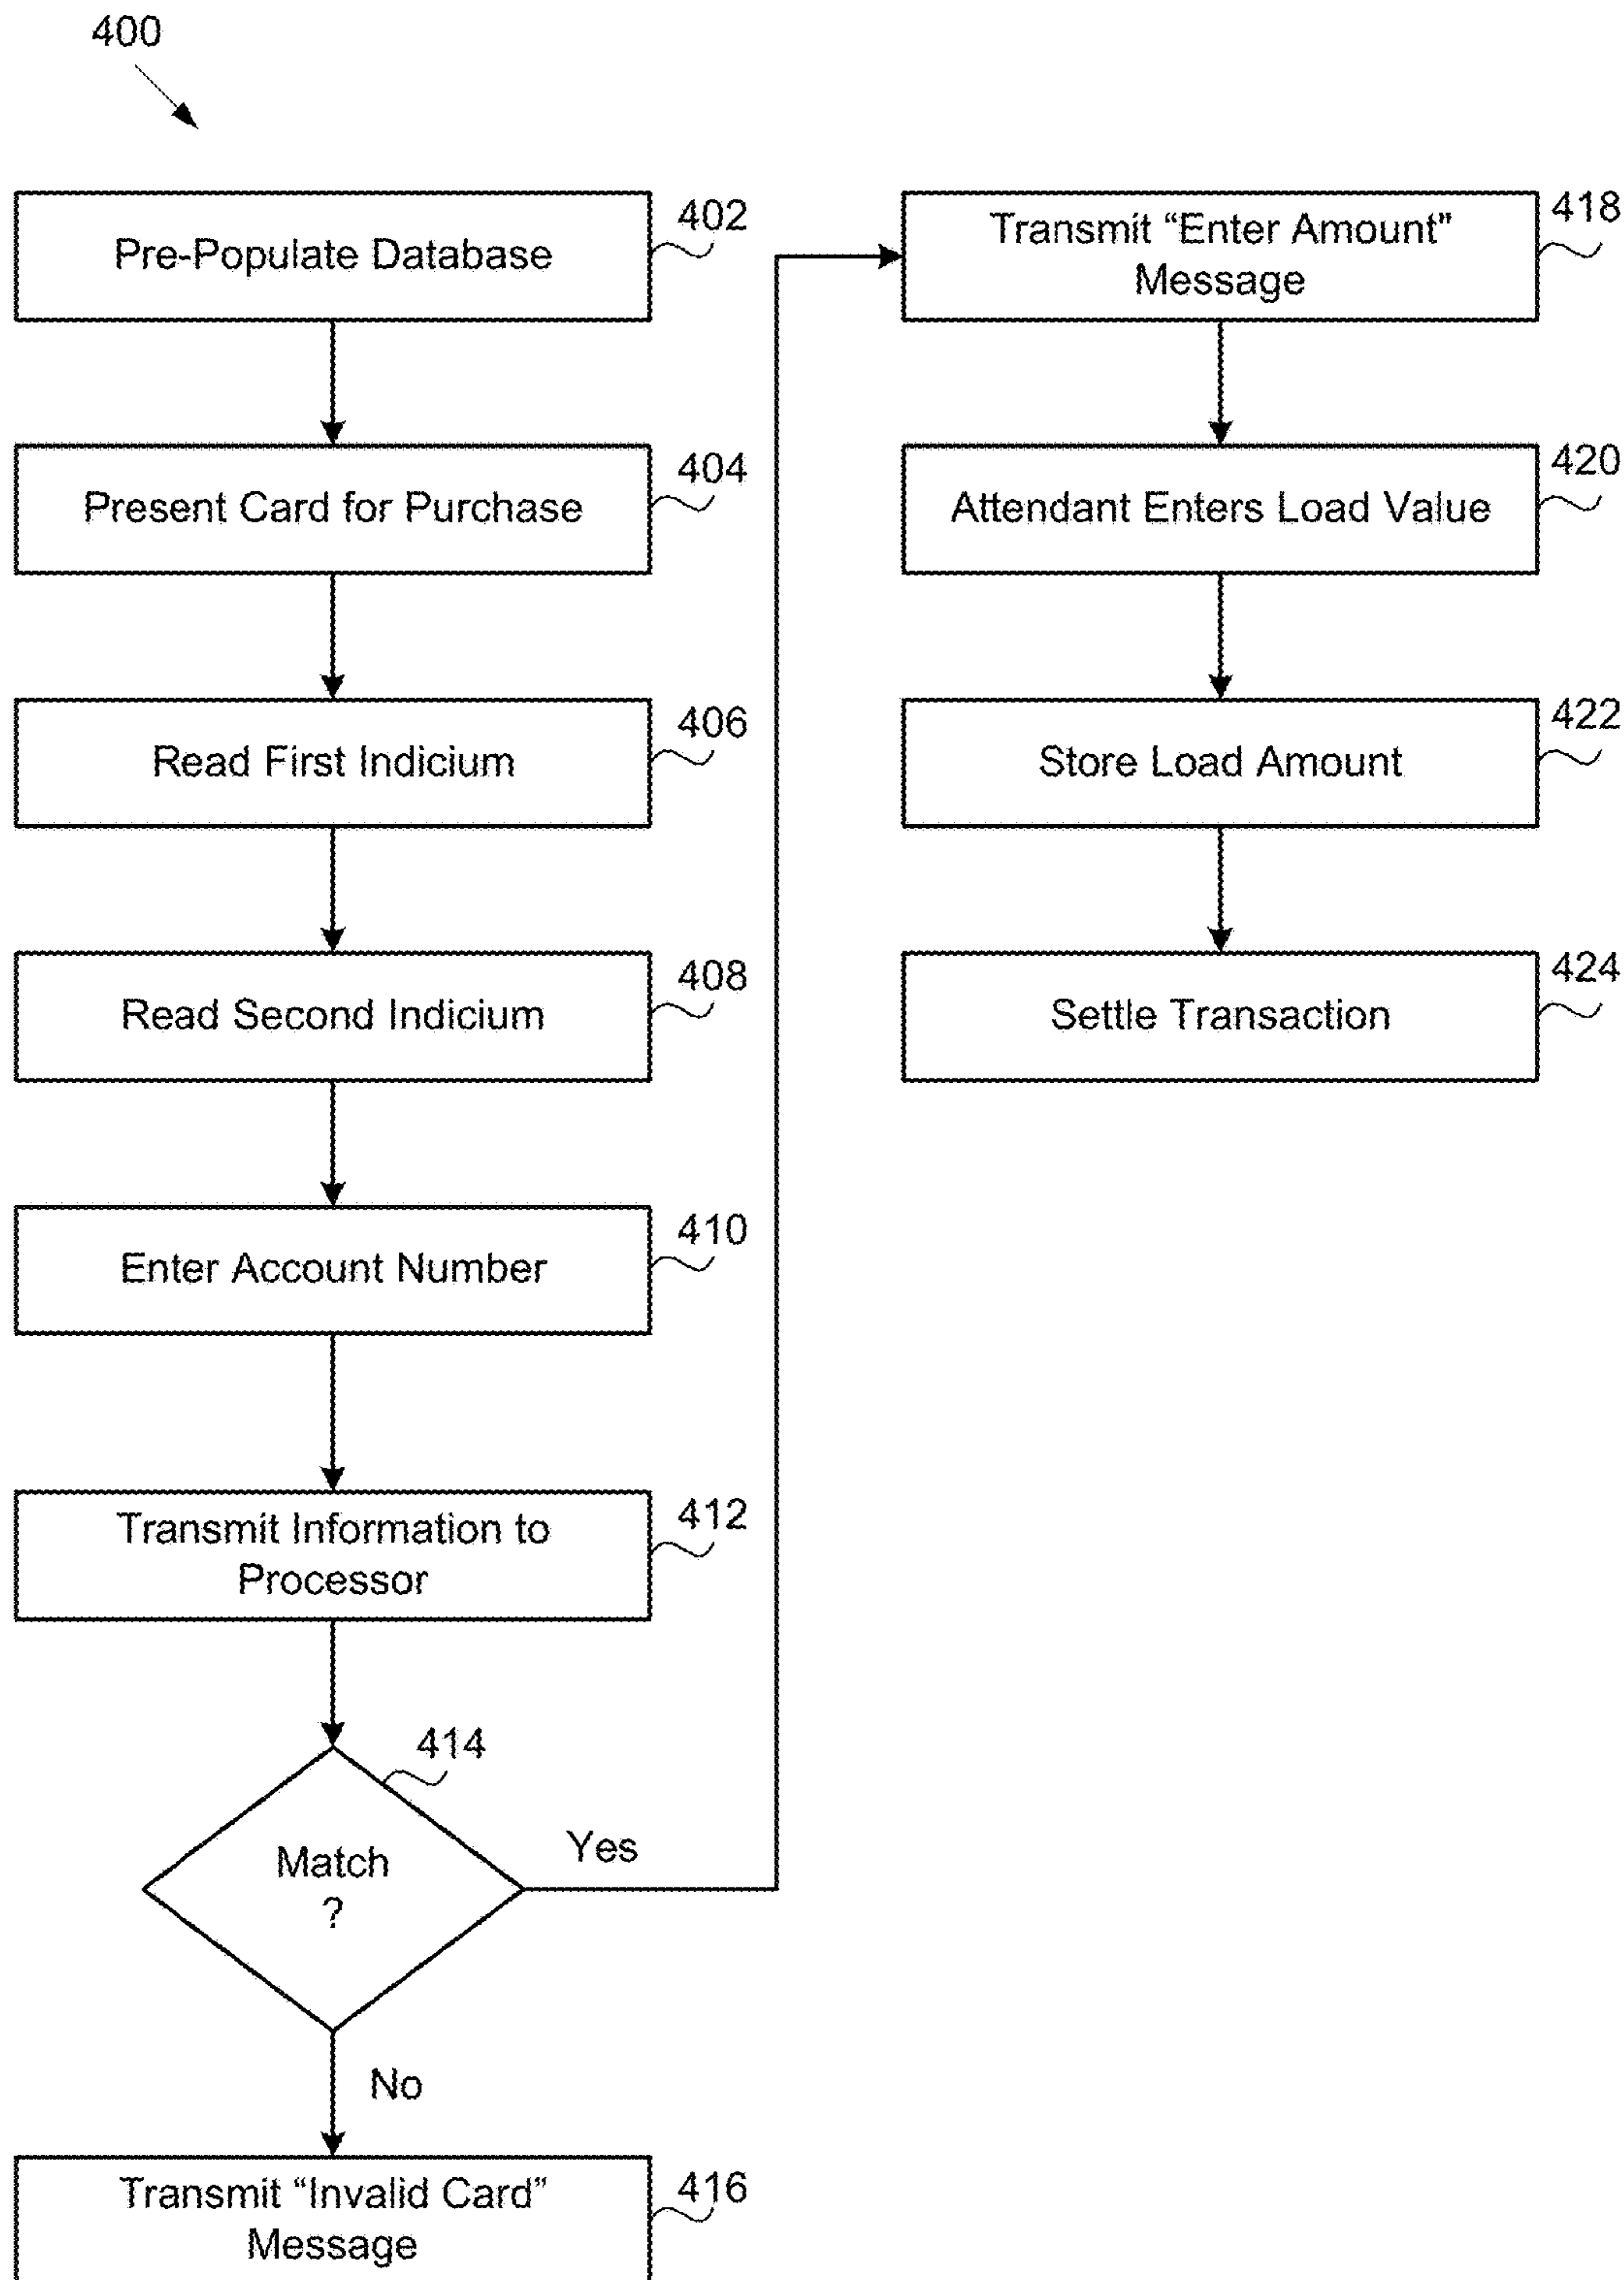 400
Pre-Populate Database
402
Present Card for Purchase
404
Read First Indicium
406
Read Second Indicium
408
Enter Account Number
410
Transmit Information to
Processor
412
414
Match
?
Yes
No
Transmit “Invalid Card”
Message
416
Transmit “Enter Amount"
Message
418
Attendant Enters Load Value
420
Store Load Amount
422
Settle Transaction
424